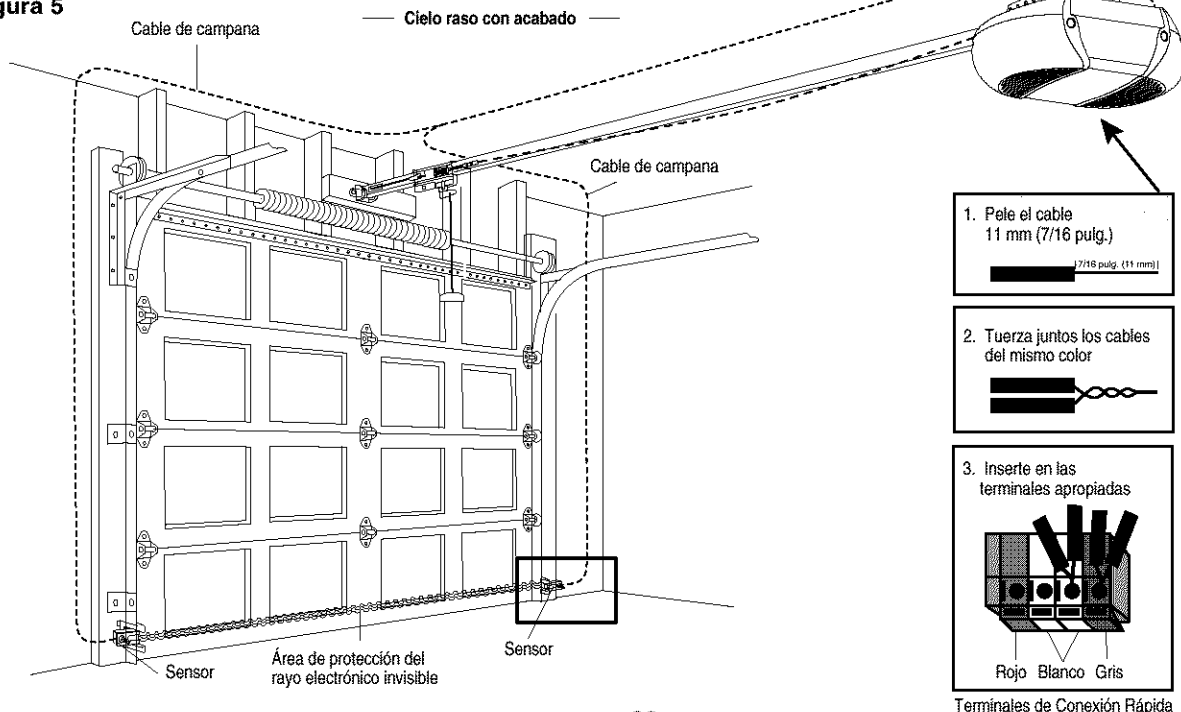 gura 5
Cielo raso con acabado
Cable de campana
Cable de campana
1. Pele el cable
11 mm (7/16 pulg.)
7/16 pulg. (11 mm)
2. Tuerza juntos los cables
del mismo color
3. Inserte en las
terminales apropiadas
Rojo Blanco Gris
Terminales de Conexión Rápida
Sensor
Área de protección del
rayo electrónico invisible
Sensor